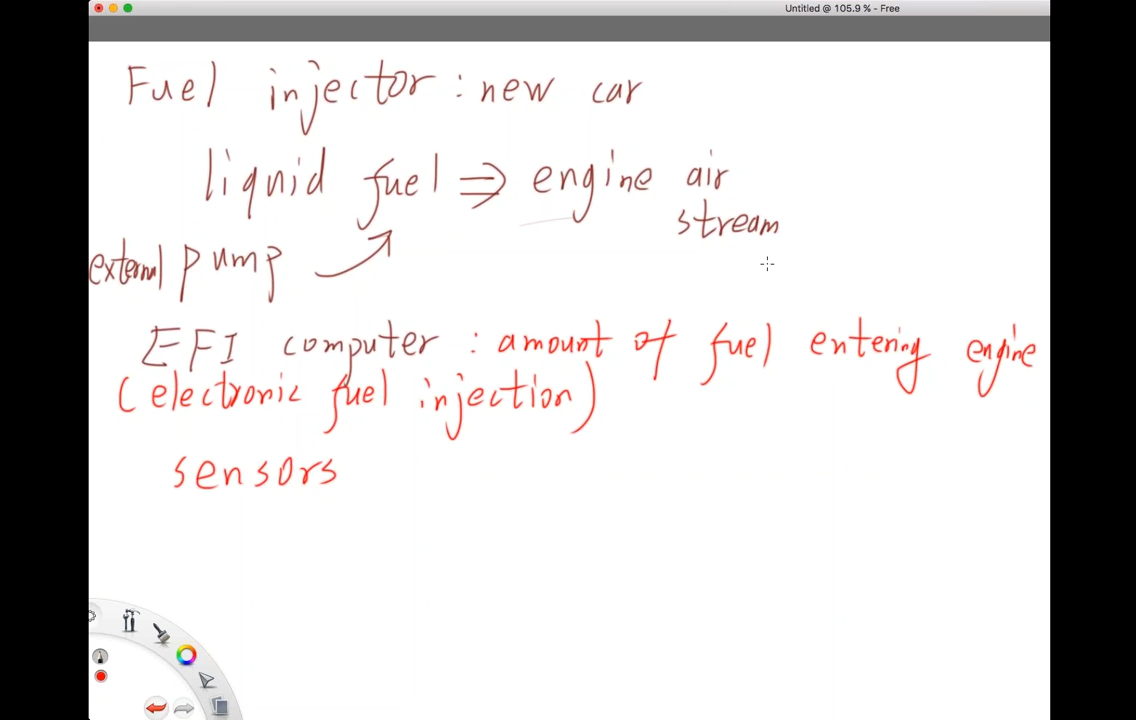 Untitled @ 105.9 % - Free
Fuel injector : new car
liquid fuel ⇒ engine air
stream
external pump
EFI computer : amount of fuel entering engine
(electronic fuel injection)
sensors